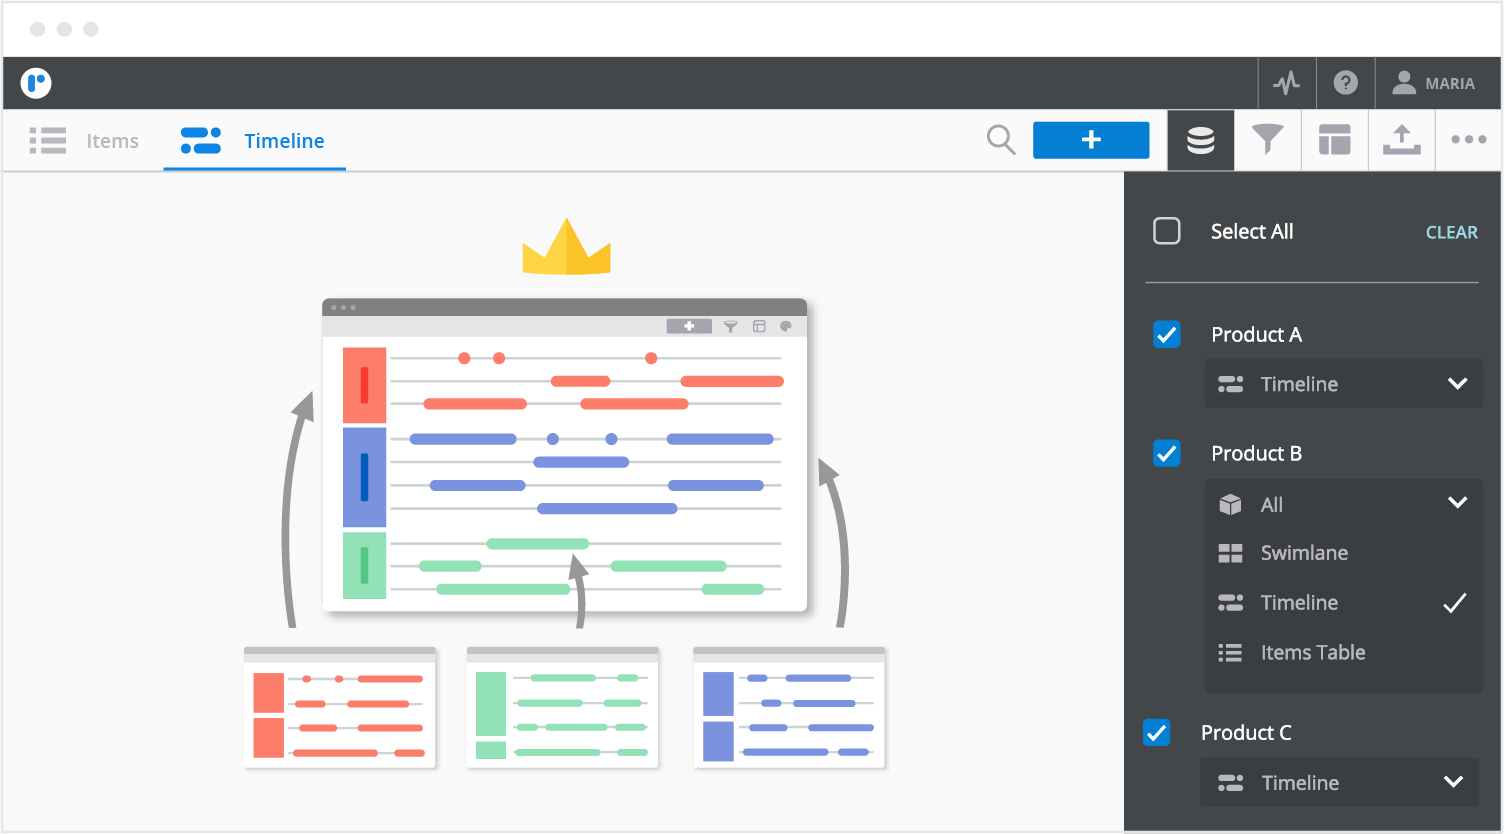 MARIA
Items
Timeline
Select All
CLEAR
Product A
Timeline
Product B
All
Swimlane
Timeline
Items Table
Product C
Timeline